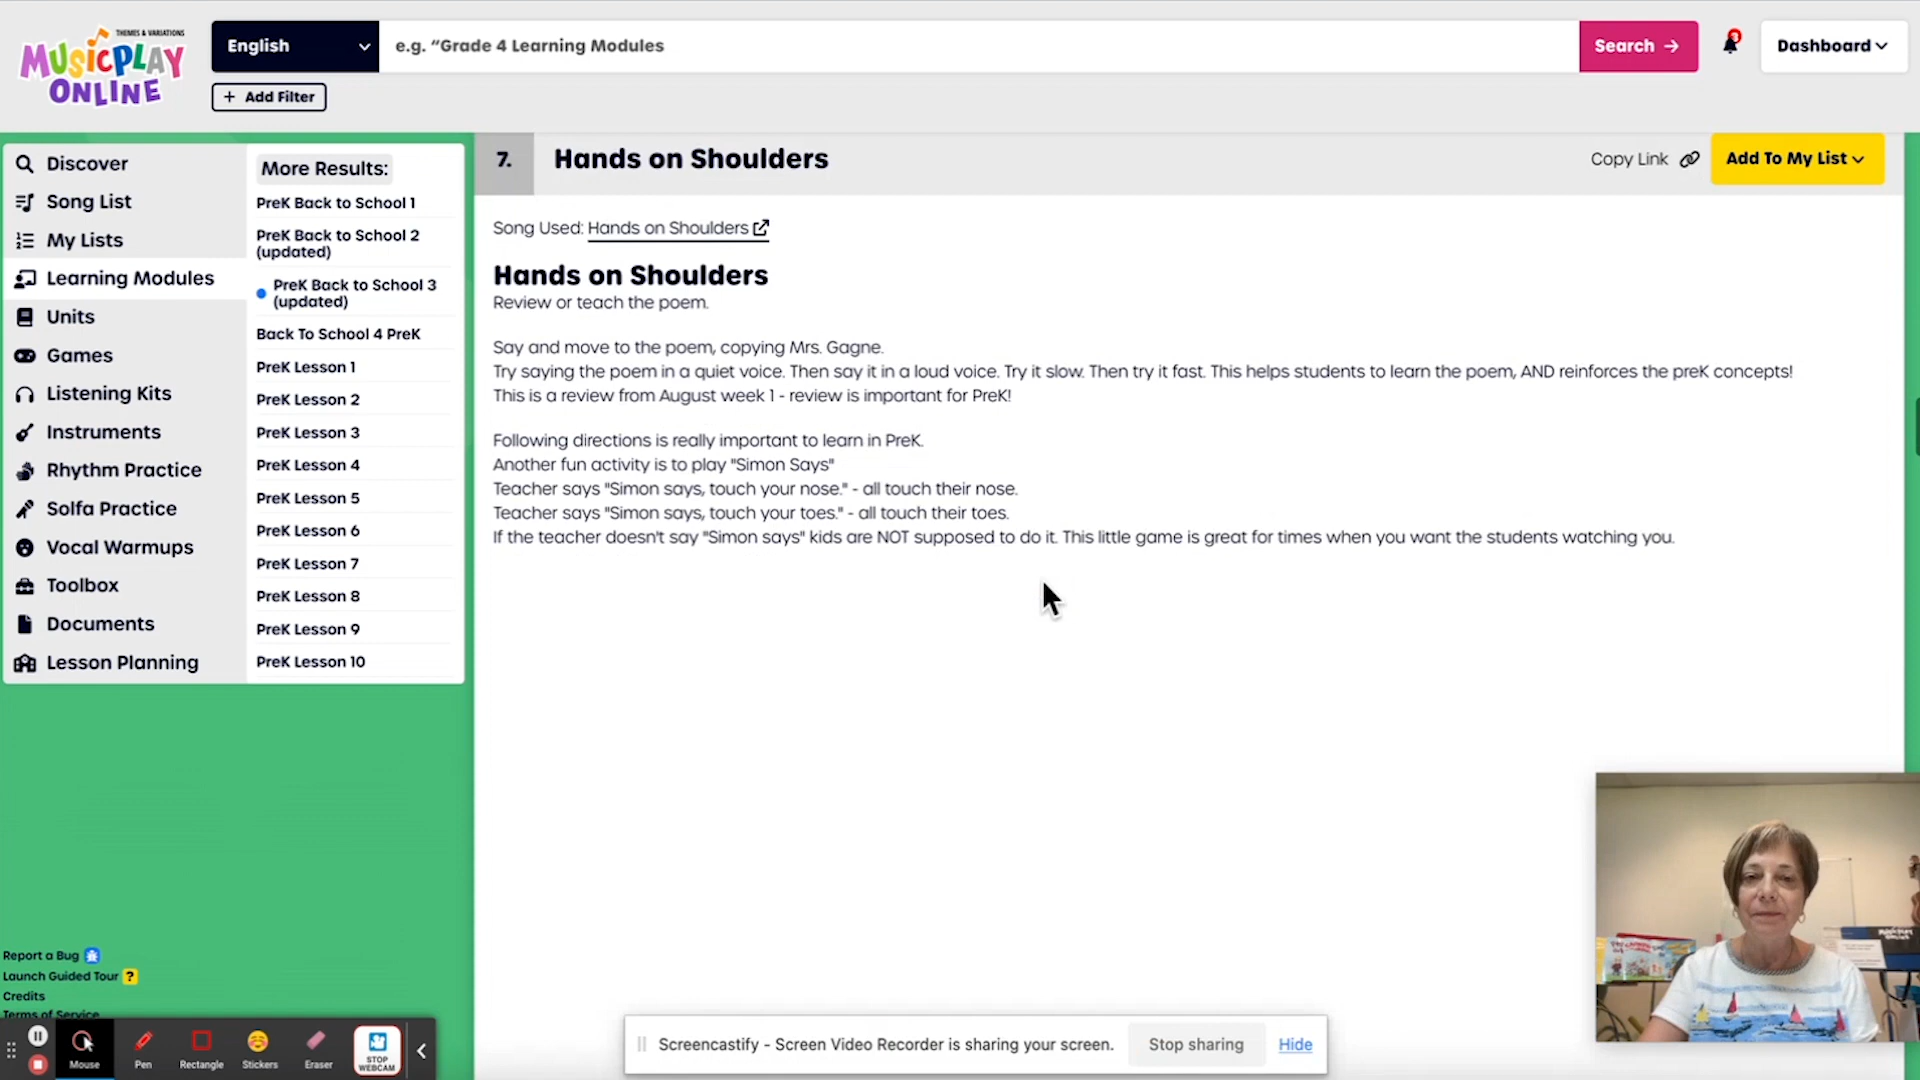 THEMES & VARIATIONS
MUSICPLAY
ONLINE
English
e.g. “Grade 4 Learning Modules
Search
Dashboard
+ Add Filter
Discover
Song List
My Lists
Learning Modules
Units
Games
Listening Kits
Instruments
Rhythm Practice
Solfa Practice
Vocal Warmups
Toolbox
Documents
Lesson Planning
More Results:
PreK Back to School 1
PreK Back to School 2
(updated)
PreK Back to School 3
(updated)
Back To School 4 PreK
PreK Lesson 1
PreK Lesson 2
PreK Lesson 3
PreK Lesson 4
PreK Lesson 5
PreK Lesson 6
PreK Lesson 7
PreK Lesson 8
PreK Lesson 9
PreK Lesson 10
7. Hands on Shoulders
Copy Link
Add To My List
Song Used: Hands on Shoulders
Hands on Shoulders
Review or teach the poem.
Say and move to the poem, copying Mrs. Gagne.
Try saying the poem in a quiet voice. Then say it in a loud voice. Try it slow. Then try it fast. This helps students to learn the poem, AND reinforces the preK concepts!
This is a review from August week 1 - review is important for PreK!
Following directions is really important to learn in PreK.
Another fun activity is to play "Simon Says"
Teacher says "Simon says, touch your nose." - all touch their nose.
Teacher says "Simon says, touch your toes." - all touch their toes.
If the teacher doesn't say "Simon says" kids are NOT supposed to do it. This little game is great for times when you want the students watching you.
Report a Bug
Launch Guided Tour ?
Credits
Terms of Service
Mouse
Pen
Rectangle
Stickers
Eraser
STOP
WEBCAM
Screencastify - Screen Video Recorder is sharing your screen.
Stop sharing
Hide